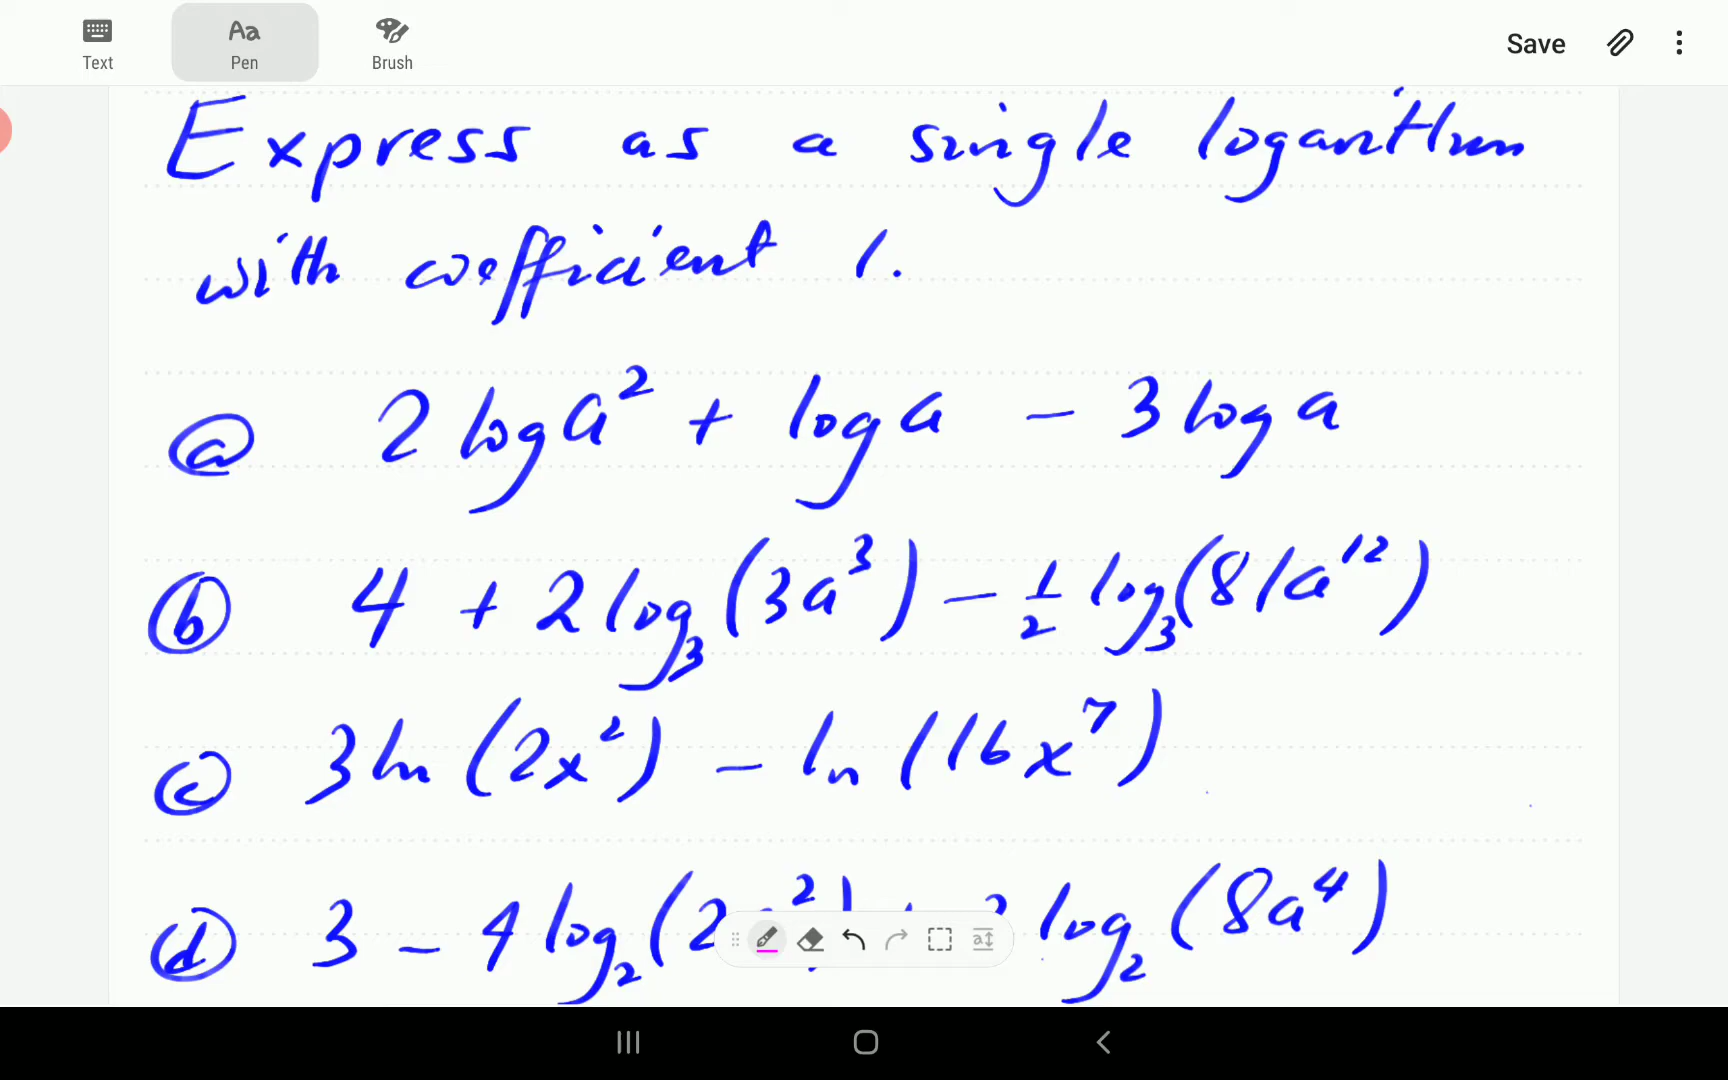 Text Pen Brush Save
Express as a single logarithm
with coefficient 1.
ⓐ 2 log a² + log a − 3 log a
ⓑ 4 + 2 log₃(3a³) − ½ log₃(81a¹²)
ⓒ 3 ln (2x²) − ln (16x⁷)
ⓓ 3 − 4 log₂(2 ²) log₂(8a⁴)